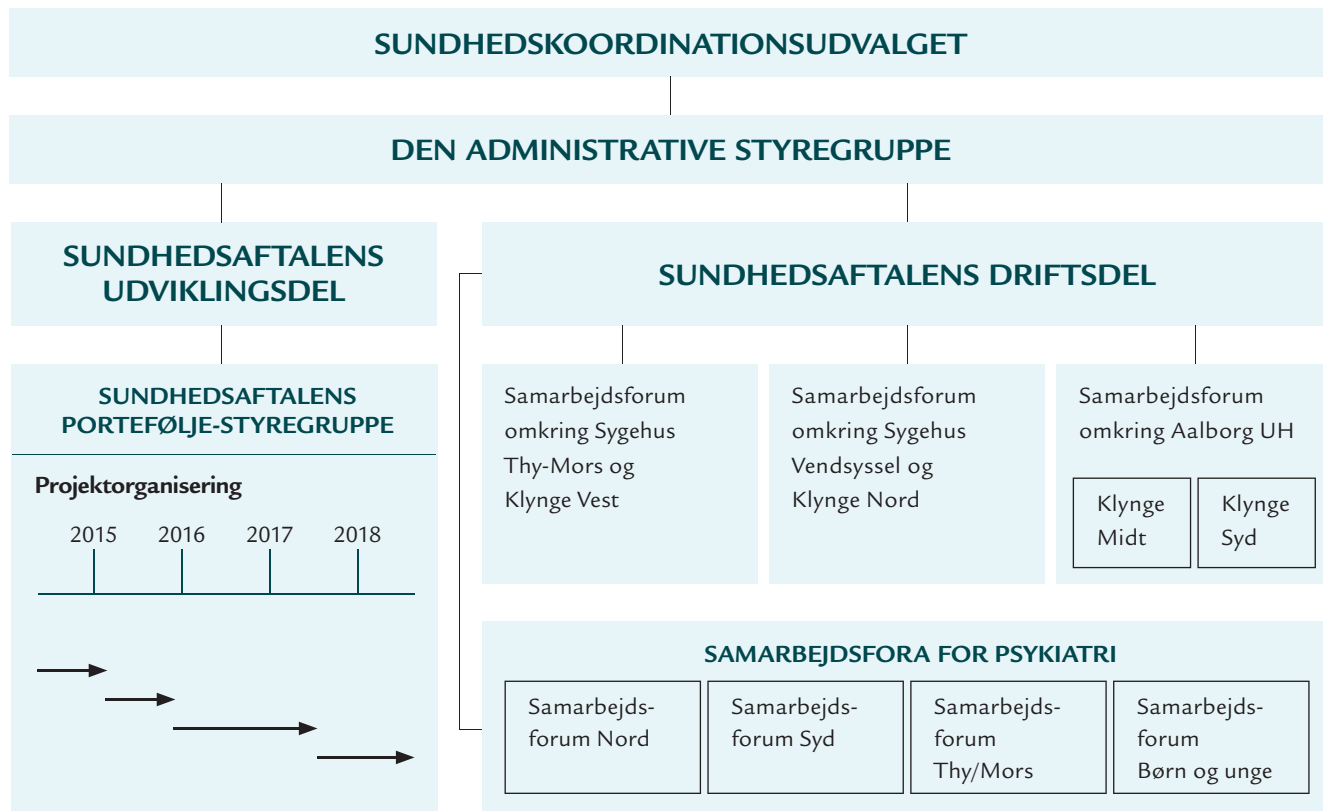 SUNDHEDSKOORDINATIONSUDVALGET
DEN ADMINISTRATIVE STYREGRUPPE
SUNDHEDSAFTALENS
UDVIKLINGSDEL
SUNDHEDSAFTALENS
PORTEFØLJE-STYREGRUPPE
Projektorganisering
2015 2016 2017 2018
SUNDHEDSAFTALENS DRIFTSDEL
Samarbejdsforum
omkring Sygehus
Thy-Mors og
Klynge Vest
Samarbejdsforum
omkring Sygehus
Vendsyssel og
Klynge Nord
Samarbejdsforum
omkring Aalborg UH
Klynge
Midt
Klynge
Syd
SAMARBEJDSFORA FOR PSYKIATRI
Samarbejds-
forum Nord
Samarbejds-
forum Syd
Samarbejds-
forum
Thy/Mors
Samarbejds-
forum
Børn og unge